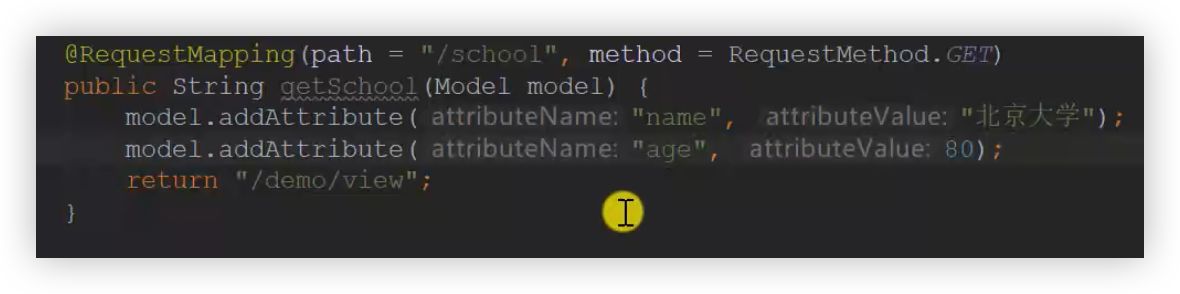 @RequestMapping(path = "/school", method = RequestMethod.GET)
public String getSchool(Model model) {
model.addAttribute( attributeName: "name", attributeValue: "北京大学");
model.addAttribute( attributeName: "age", attributeValue: 80);
return "/demo/view";
}